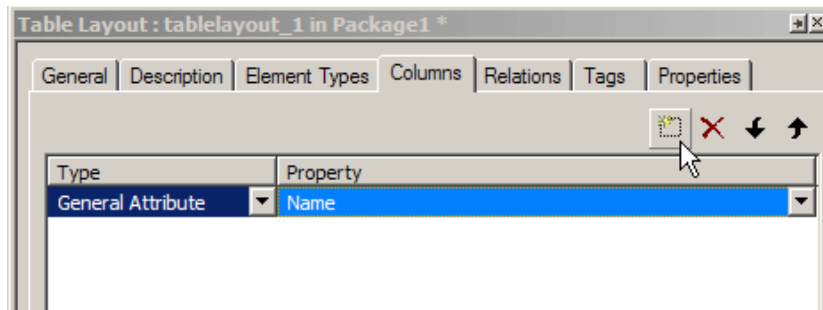 Table Layout : tablelayout_1 in Package1 *
General Description Element Types Columns Relations Tags Properties
Type Property
General Attribute Name